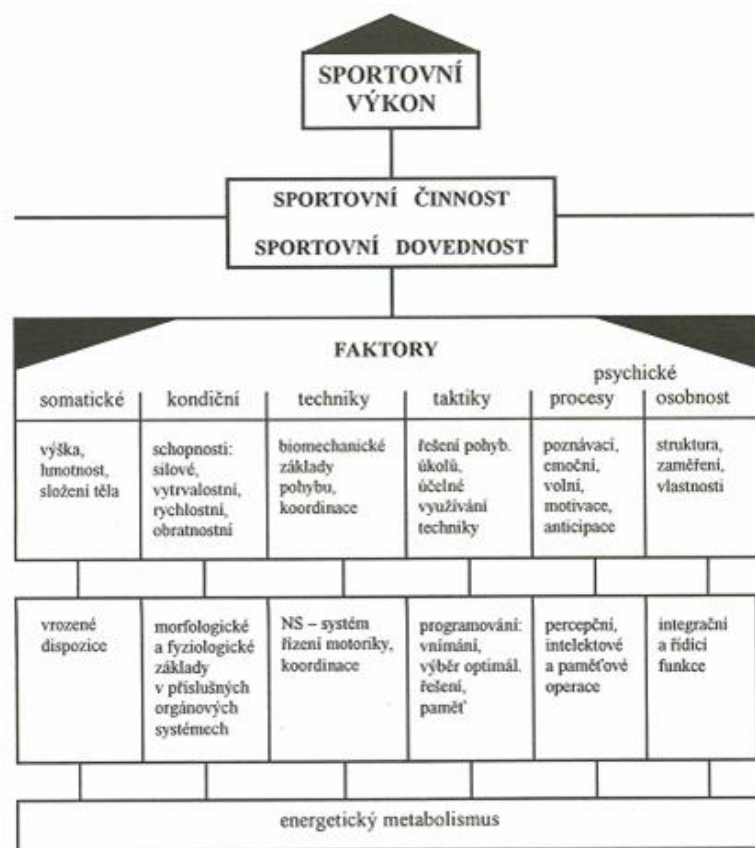 SPORTOVNÍ
VÝKON
SPORTOVNÍ ČINNOST
SPORTOVNÍ DOVEDNOST
FAKTORY
psychické
somatické
kondiční
techniky
taktiky
procesy
osobnost
výška,
hmotnost,
složení těla
schopnosti:
silové,
vytrvalostní,
rychlostní,
obratnostní
biomechanické
základy
pohybu,
koordinace
řešení pohyb.
úkolů,
účelné
využívání
techniky
poznávací,
emoční,
volní,
motivace,
anticipace
struktura,
zaměření,
vlastnosti
vrozené
dispozice
morfologické
a fyziologické
základy
v příslušných
orgánových
systémech
NS – systém
řízení motoriky,
koordinace
programování:
vnímání,
výběr optimál.
řešení,
paměť
percepční,
intelektové
a paměťové
operace
integrační
a řídící
funkce
energetický metabolismus